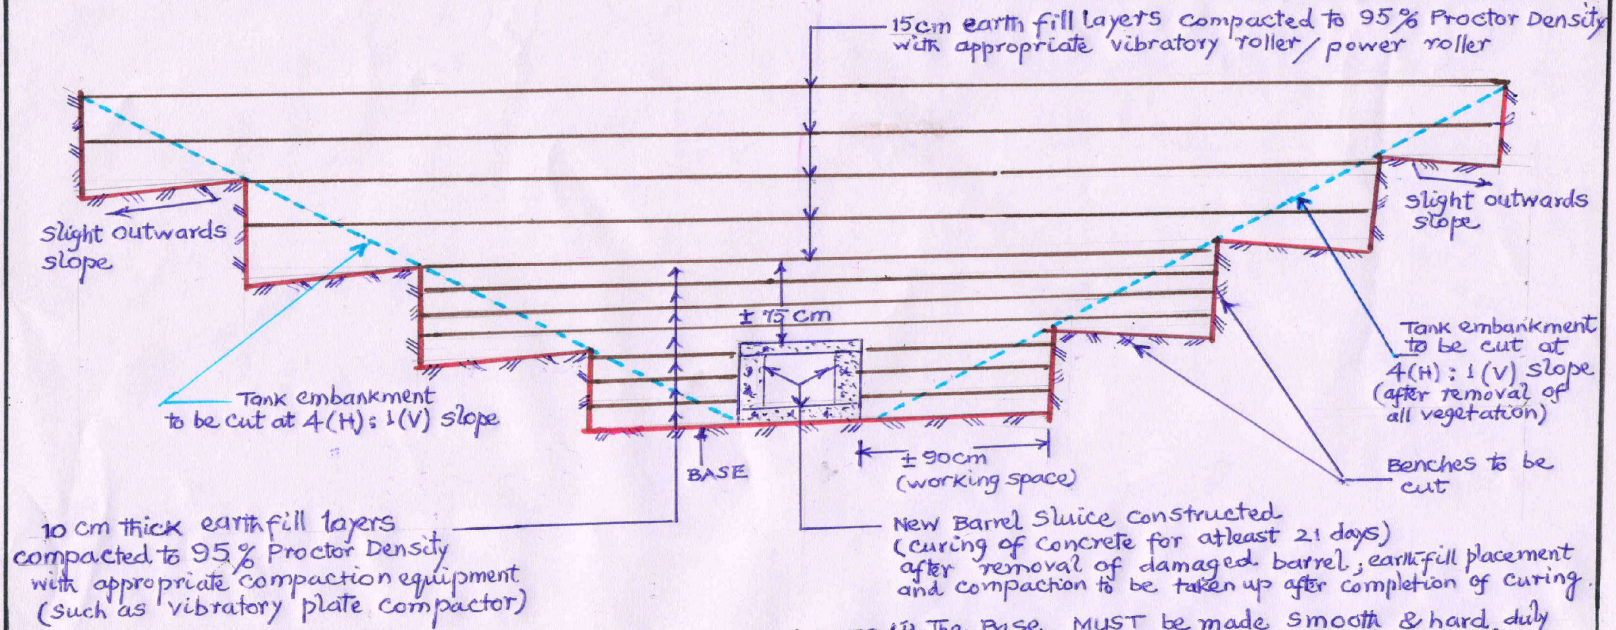 15cm earth fill layers compacted to 95% Proctor Density
with appropriate vibratory roller/power roller
slight outwards
slope
slight outwards
slope
± 75 cm
Tank embankment
to be cut at 4(H):1(V) slope
Tank embankment
to be cut at
4(H):1(V) slope
(after removal of
all vegetation)
BASE
± 90cm
(working space)
Benches to be
cut
10 cm thick earthfill layers
compacted to 95% Proctor Density
with appropriate compaction equipment
(such as vibratory plate compactor)
New Barrel Sluice constructed
(curing of concrete for atleast 21 days)
after removal of damaged barrel; earth-fill placement
and compaction to be taken up after completion of curing.
The Base MUST be made smooth & hard, duly